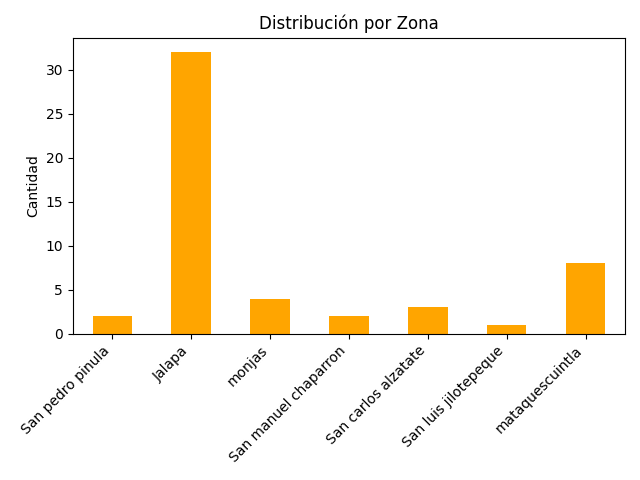 Distribución por Zona
Cantidad
30
25
20
15
10
5
0
San pedro pinula
Jalapa
monjas
San manuel chaparron
San carlos alzatate
San luis jilotepeque
mataquescuintla